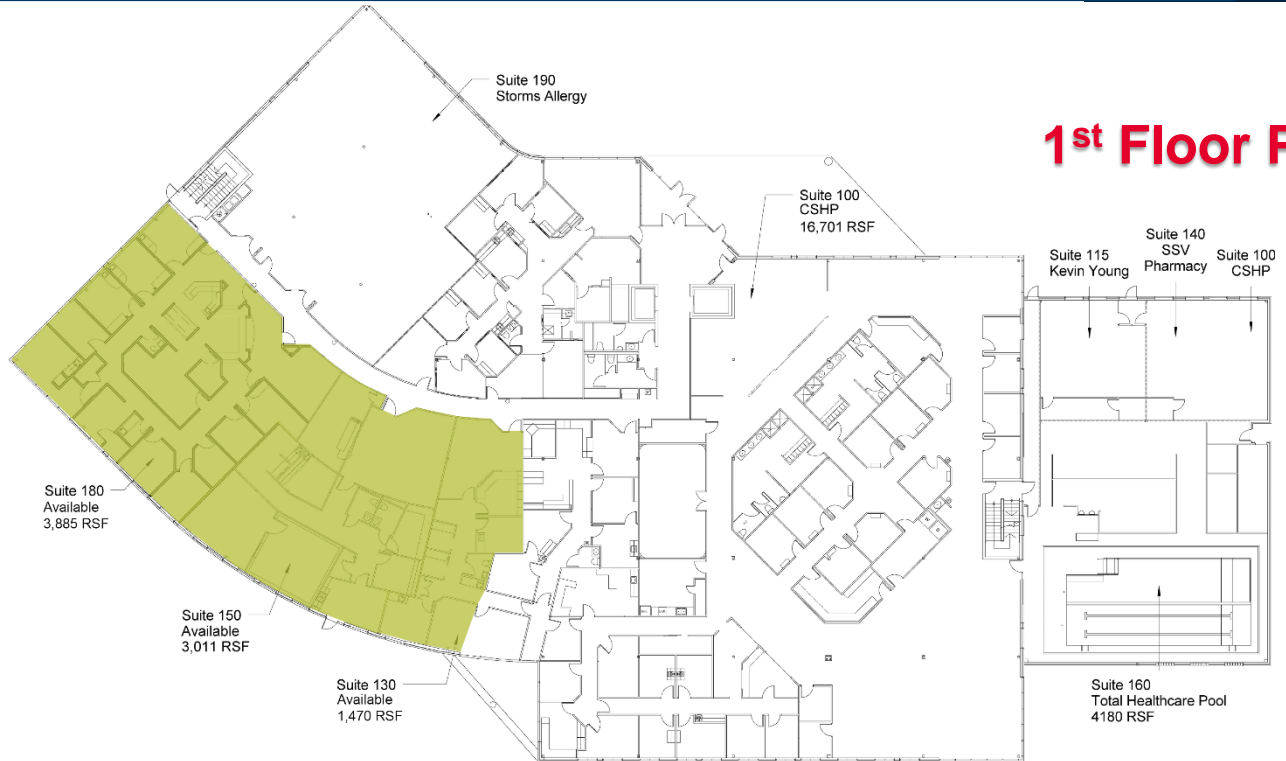 Suite 190
Storms Allergy
1st Floor
Suite 100
CSHP
16,701 RSF
Suite 115
Kevin Young
Suite 140
SSV
Pharmacy
Suite 100
CSHP
Suite 180
Available
3,885 RSF
Suite 150
Available
3,011 RSF
Suite 130
Available
1,470 RSF
Suite 160
Total Healthcare Pool
4180 RSF